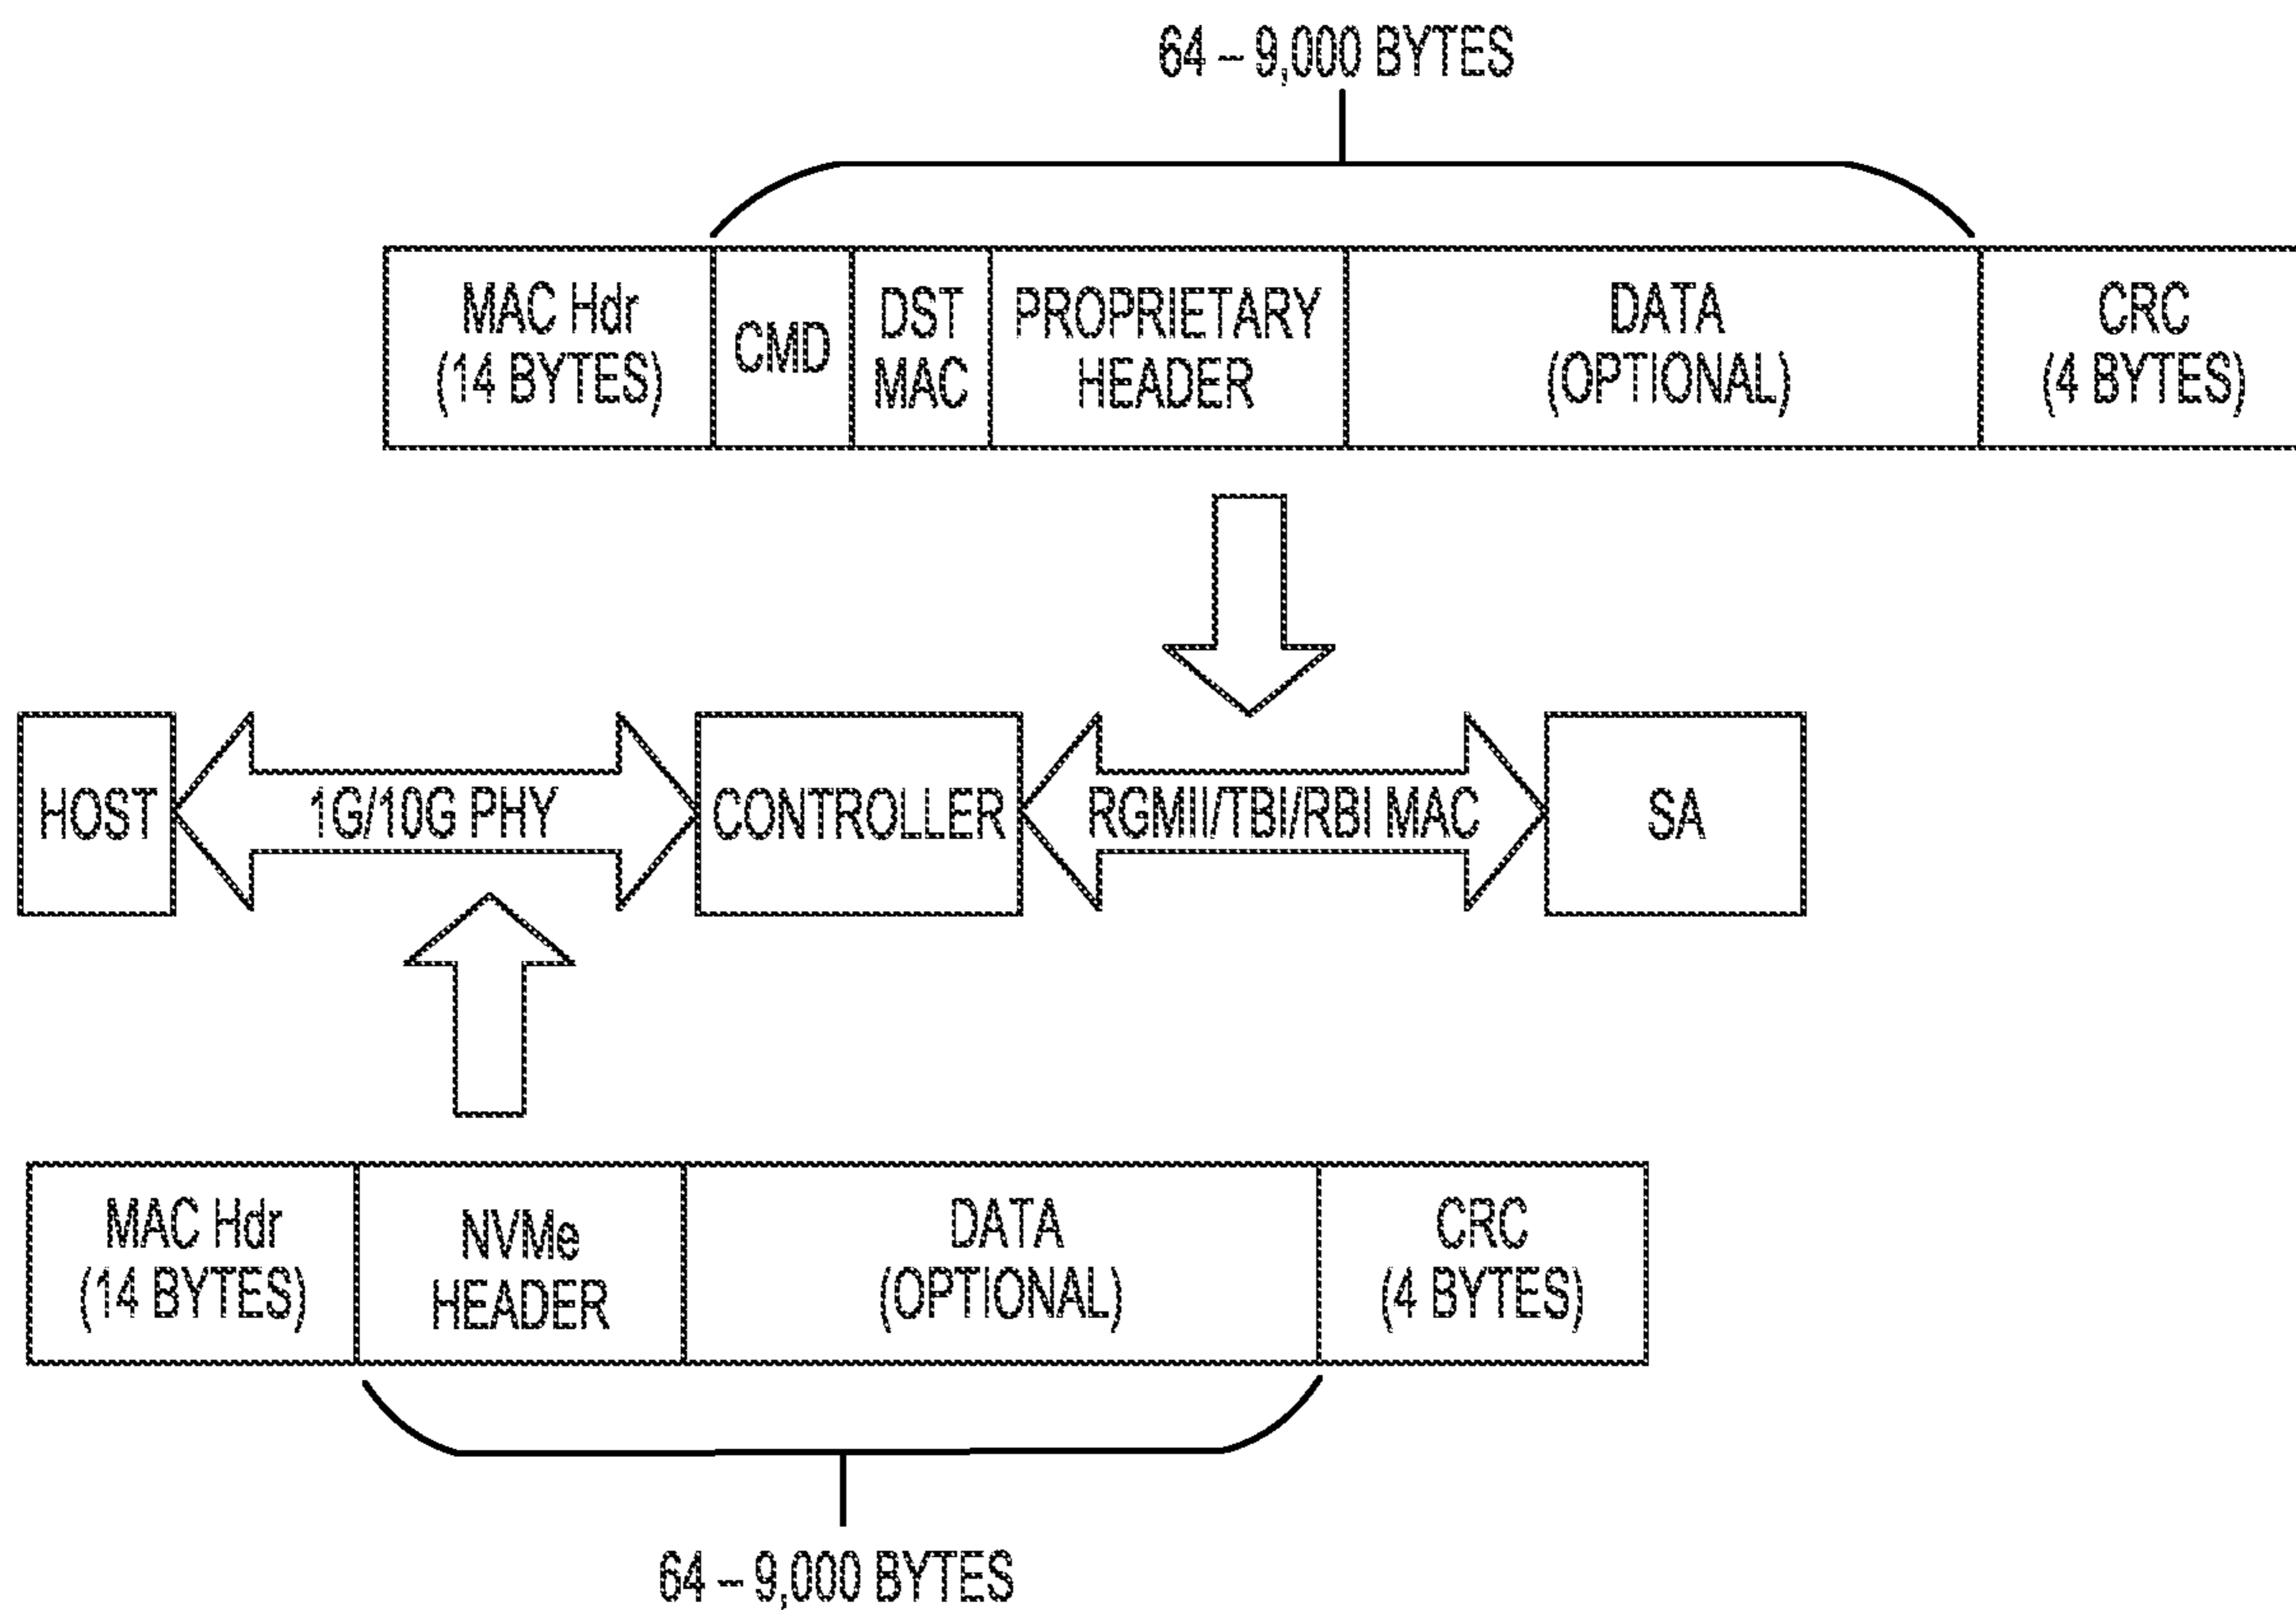 64 – 9,000 BYTES
MAC Hdr
(14 BYTES)
CMD
DST
MAC
PROPRIETARY
HEADER
DATA
(OPTIONAL)
CRC
(4 BYTES)
HOST
1G/10G PHY
CONTROLLER
RGMII/TBI/RBI MAC
SA
MAC Hdr
(14 BYTES)
NVMe
HEADER
DATA
(OPTIONAL)
CRC
(4 BYTES)
64 – 9,000 BYTES